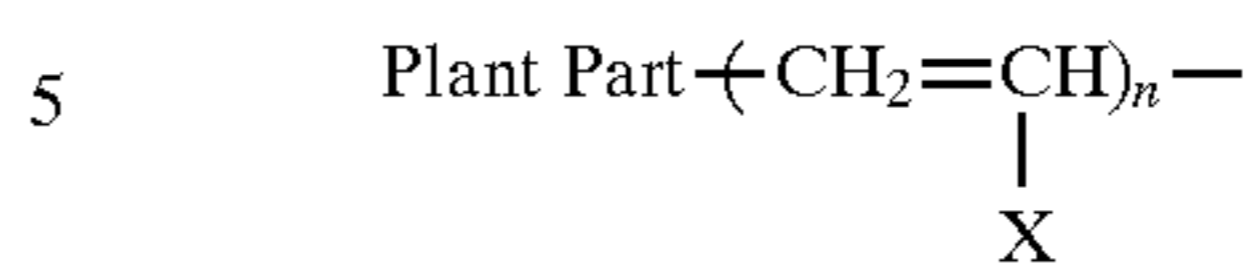 5 Plant Part-(CH₂=CH)ₙ-
X